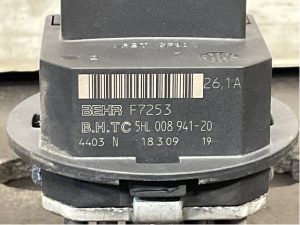 26,1A
BEHR F7253
B.H.TC 5HL 008 941-20
4403 N 18.3.09 19